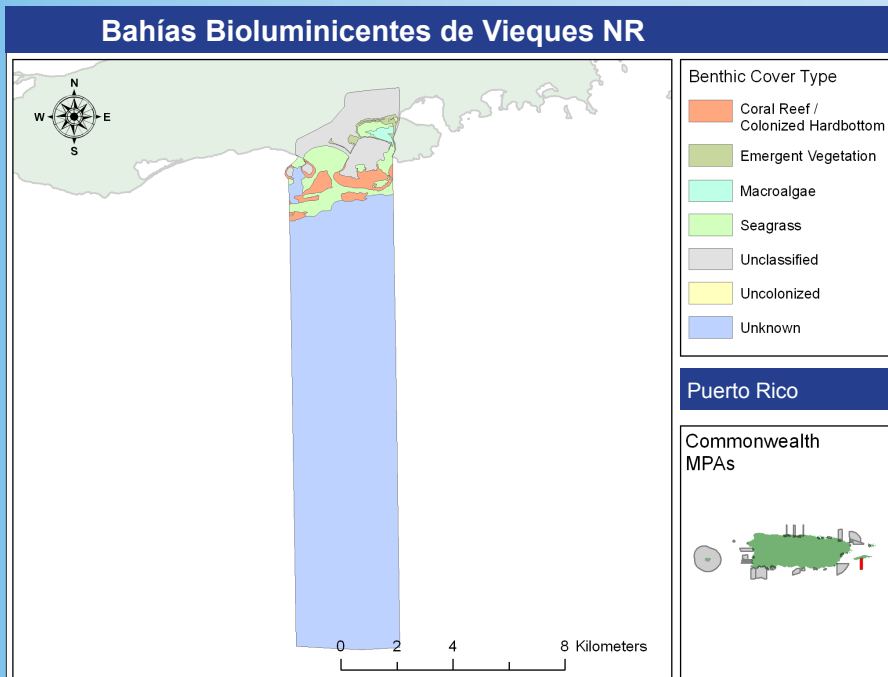 Bahías Bioluminicentes de Vieques NR
N
W
E
S
0
2
4
8 Kilometers
Benthic Cover Type
Coral Reef /
Colonized Hardbottom
Emergent Vegetation
Macroalgae
Seagrass
Unclassified
Uncolonized
Unknown
Puerto Rico
Commonwealth
MPAs